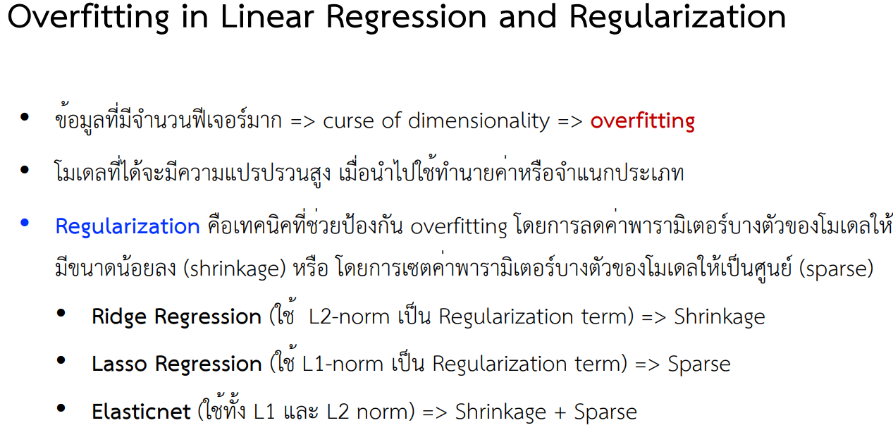 Overfitting in Linear Regression and Regularization
• ข้อมูลที่มีจำนวนฟีเจอร์มาก => curse of dimensionality => overfitting
• โมเดลที่ได้จะมีความแปรปรวนสูง เมื่อนำไปใช้ทำนายค่าหรือจำแนกประเภท
• Regularization คือเทคนิคที่ช่วยป้องกัน overfitting โดยการลดค่าพารามิเตอร์บางตัวของโมเดลให้
มีขนาดน้อยลง (shrinkage) หรือ โดยการเซตค่าพารามิเตอร์บางตัวของโมเดลให้เป็นศูนย์ (sparse)
• Ridge Regression (ใช้ L2-norm เป็น Regularization term) => Shrinkage
• Lasso Regression (ใช้ L1-norm เป็น Regularization term) => Sparse
• Elasticnet (ใช้ทั้ง L1 และ L2 norm) => Shrinkage + Sparse